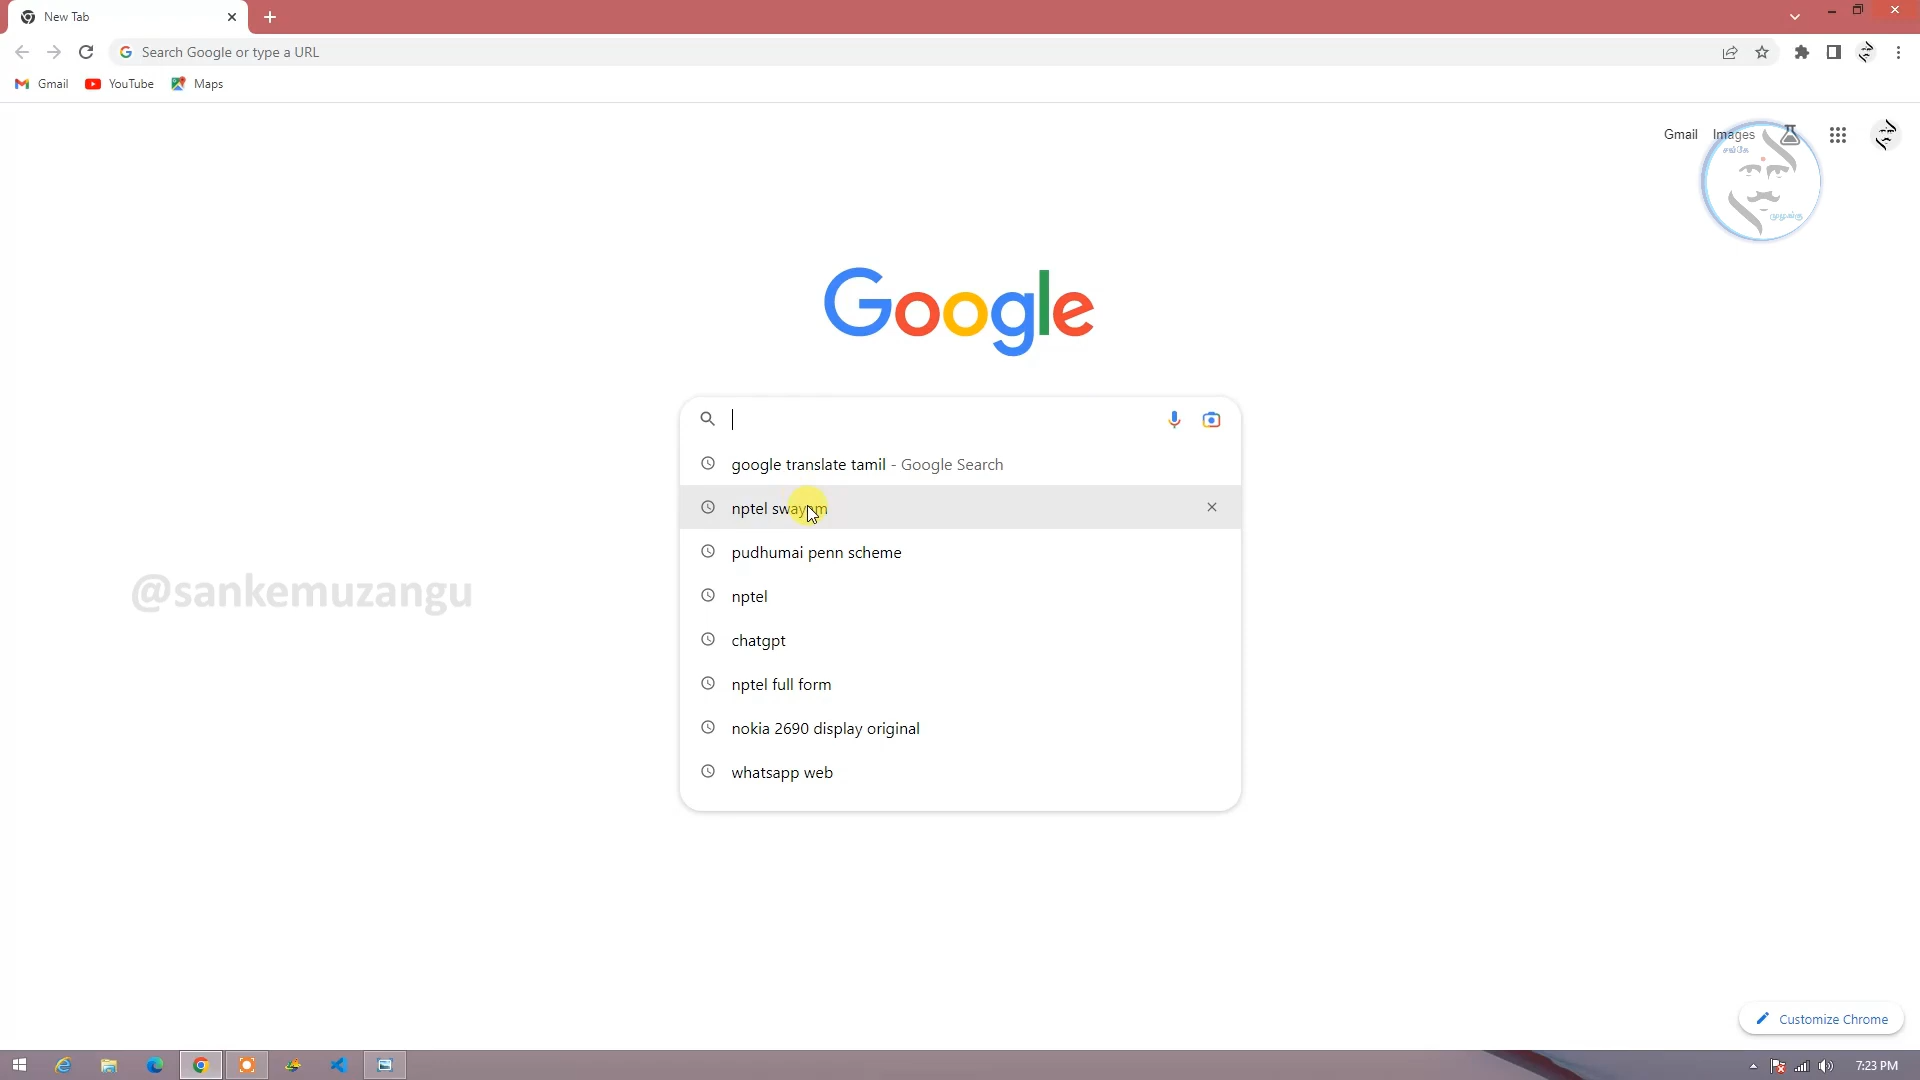 New Tab
Search Google or type a URL
Gmail YouTube Maps
Gmail Images
சங்கே
முழங்கு
Google
google translate tamil - Google Search
nptel swayam
pudhumai penn scheme
nptel
@sankemuzangu
chatgpt
nptel full form
nokia 2690 display original
whatsapp web
Customize Chrome
7:23 PM